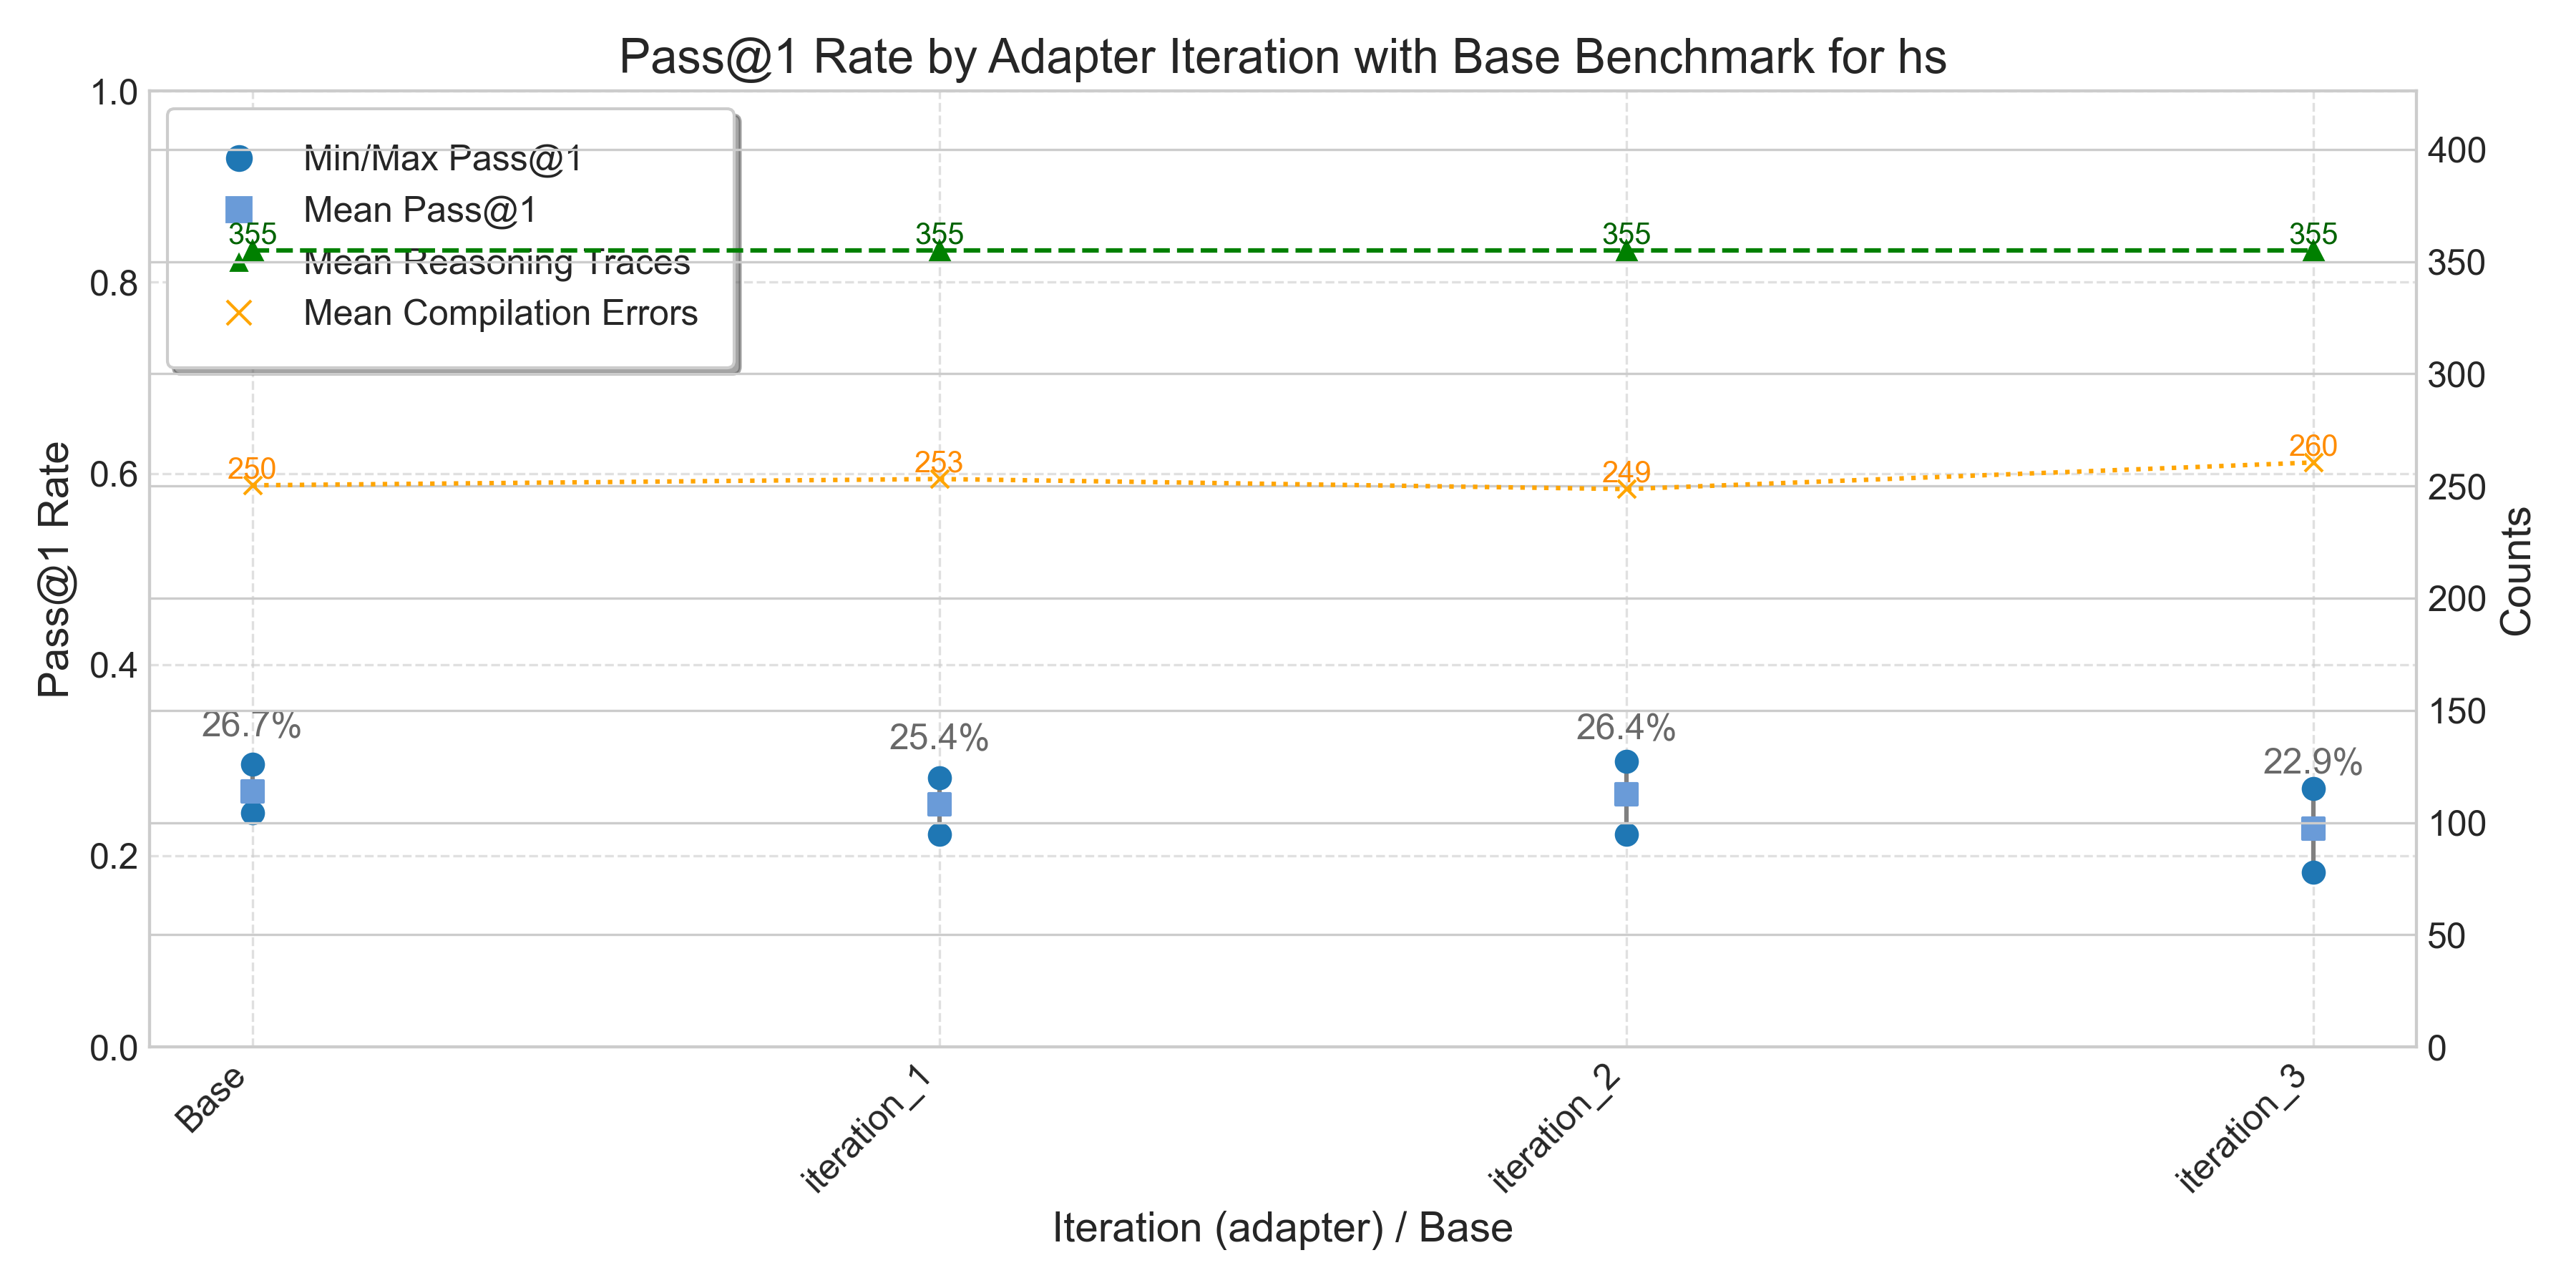 Pass@1 Rate by Adapter Iteration with Base Benchmark for hs
Min/Max Pass@1
Mean Pass@1
Mean Reasoning Traces
Mean Compilation Errors
1.0
0.8
0.6
0.4
0.2
0.0
Pass@1 Rate
400
350
300
250
200
150
100
50
0
Counts
355
355
355
355
250
253
249
260
26.7%
25.4%
26.4%
22.9%
Base
iteration_1
iteration_2
iteration_3
Iteration (adapter) / Base